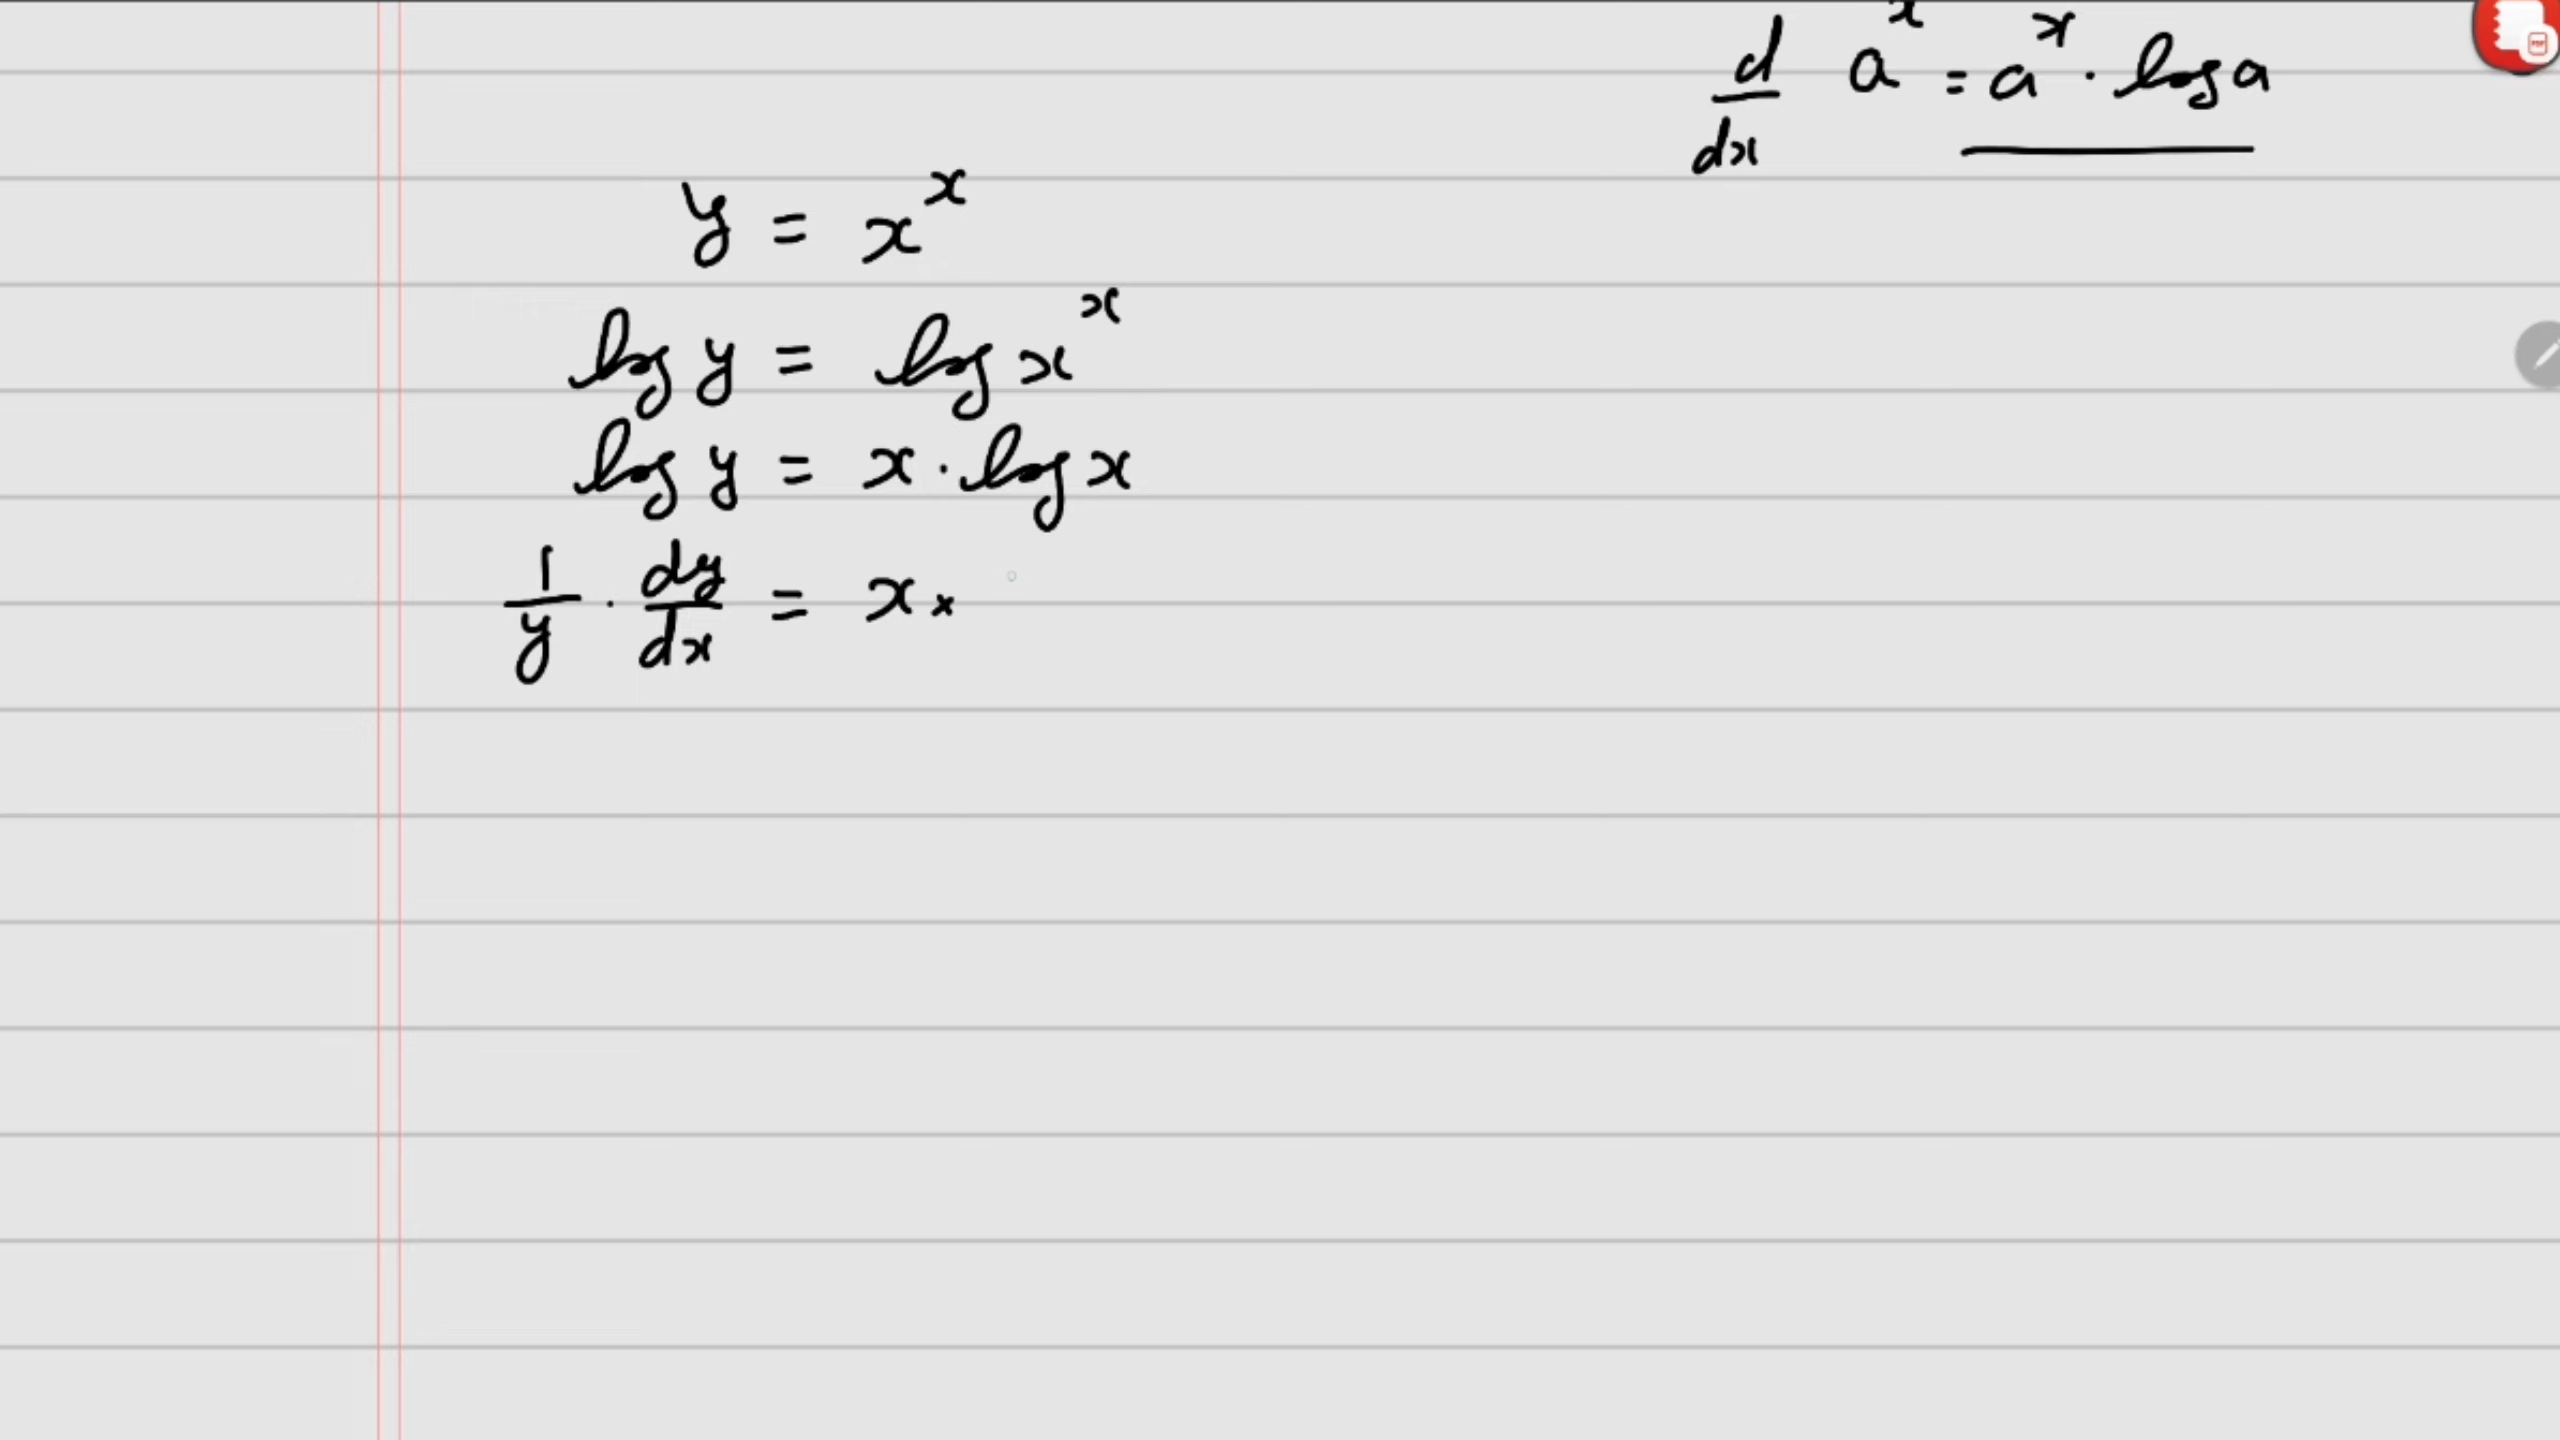 d/dx a^x = a^x · log a
y = x^x
log y = log x^x
log y = x · log x
1/y · dy/dx = x ×